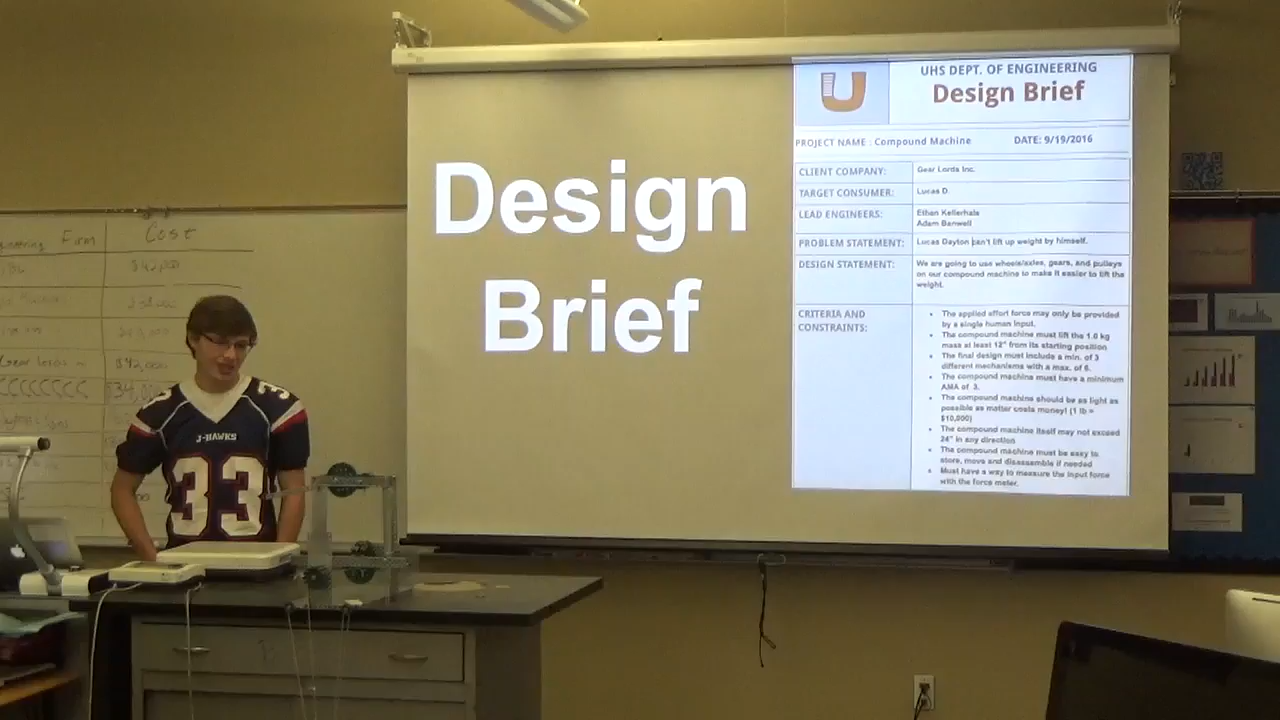 UHS DEPT. OF ENGINEERING
Design Brief
PROJECT NAME : Compound Machine DATE: 9/19/2016
CLIENT COMPANY: Gear Lords Inc.
TARGET CONSUMER: Lucas D
LEAD ENGINEERS: Ethan Kellerhals
Adam Banwell
PROBLEM STATEMENT: Lucas Dayton can't lift up weight by himself.
DESIGN STATEMENT: We are going to use wheels/axles, gears, and pulleys
on our compound machine to make it easier to lift the
weight.
CRITERIA AND
CONSTRAINTS:
• The applied effort force may only be provided
by a single human input.
• The compound machine must lift the 1.0 kg
mass at least 12" from its starting position
• The final design must include a min. of 3
different mechanisms with a max. of 6.
• The compound machine must have a minimum
AMA of 3.
• The compound machine should be as light as
possible as matter costs money! (1 lb =
$10,000)
• The compound machine itself may not exceed
24" in any direction
• The compound machine must be easy to
store, move and disassemble if needed
• Must have a way to measure the input force
with the force meter.
Design
Brief
Firm Cost
$42,000
Gear Lords $42,000
J-HAWKS
33
33